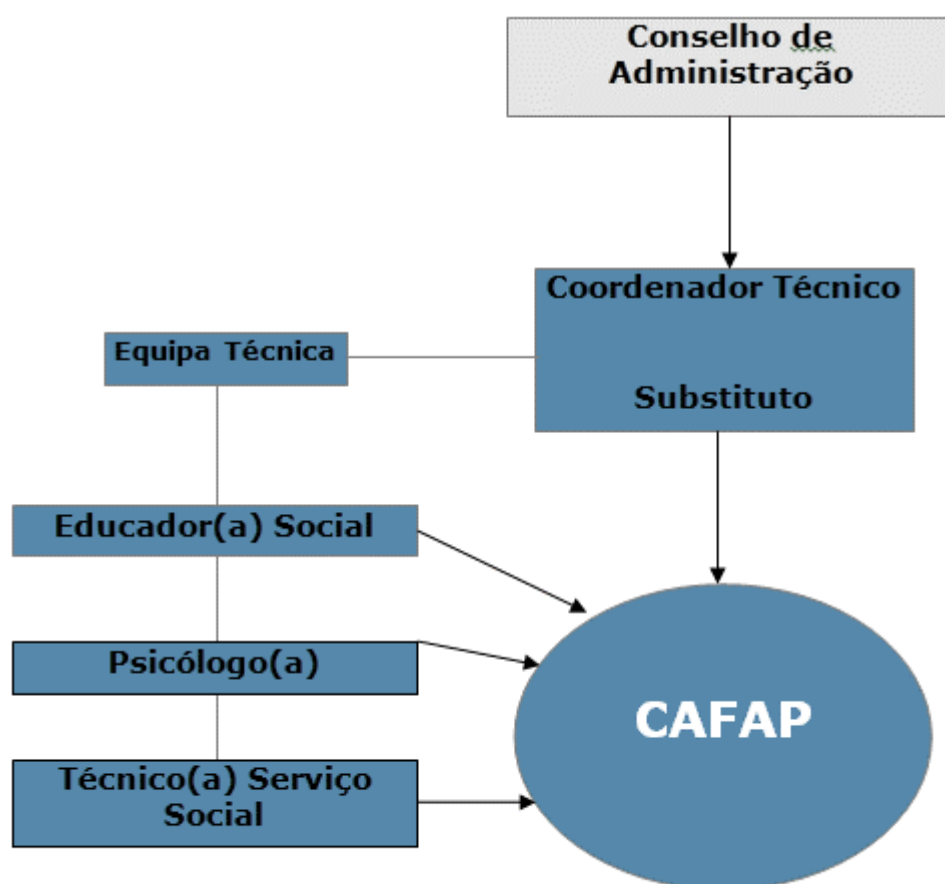 Conselho de
Administração
Coordenador Técnico
Substituto
Equipa Técnica
Educador(a) Social
Psicólogo(a)
Técnico(a) Serviço
Social
CAFAP